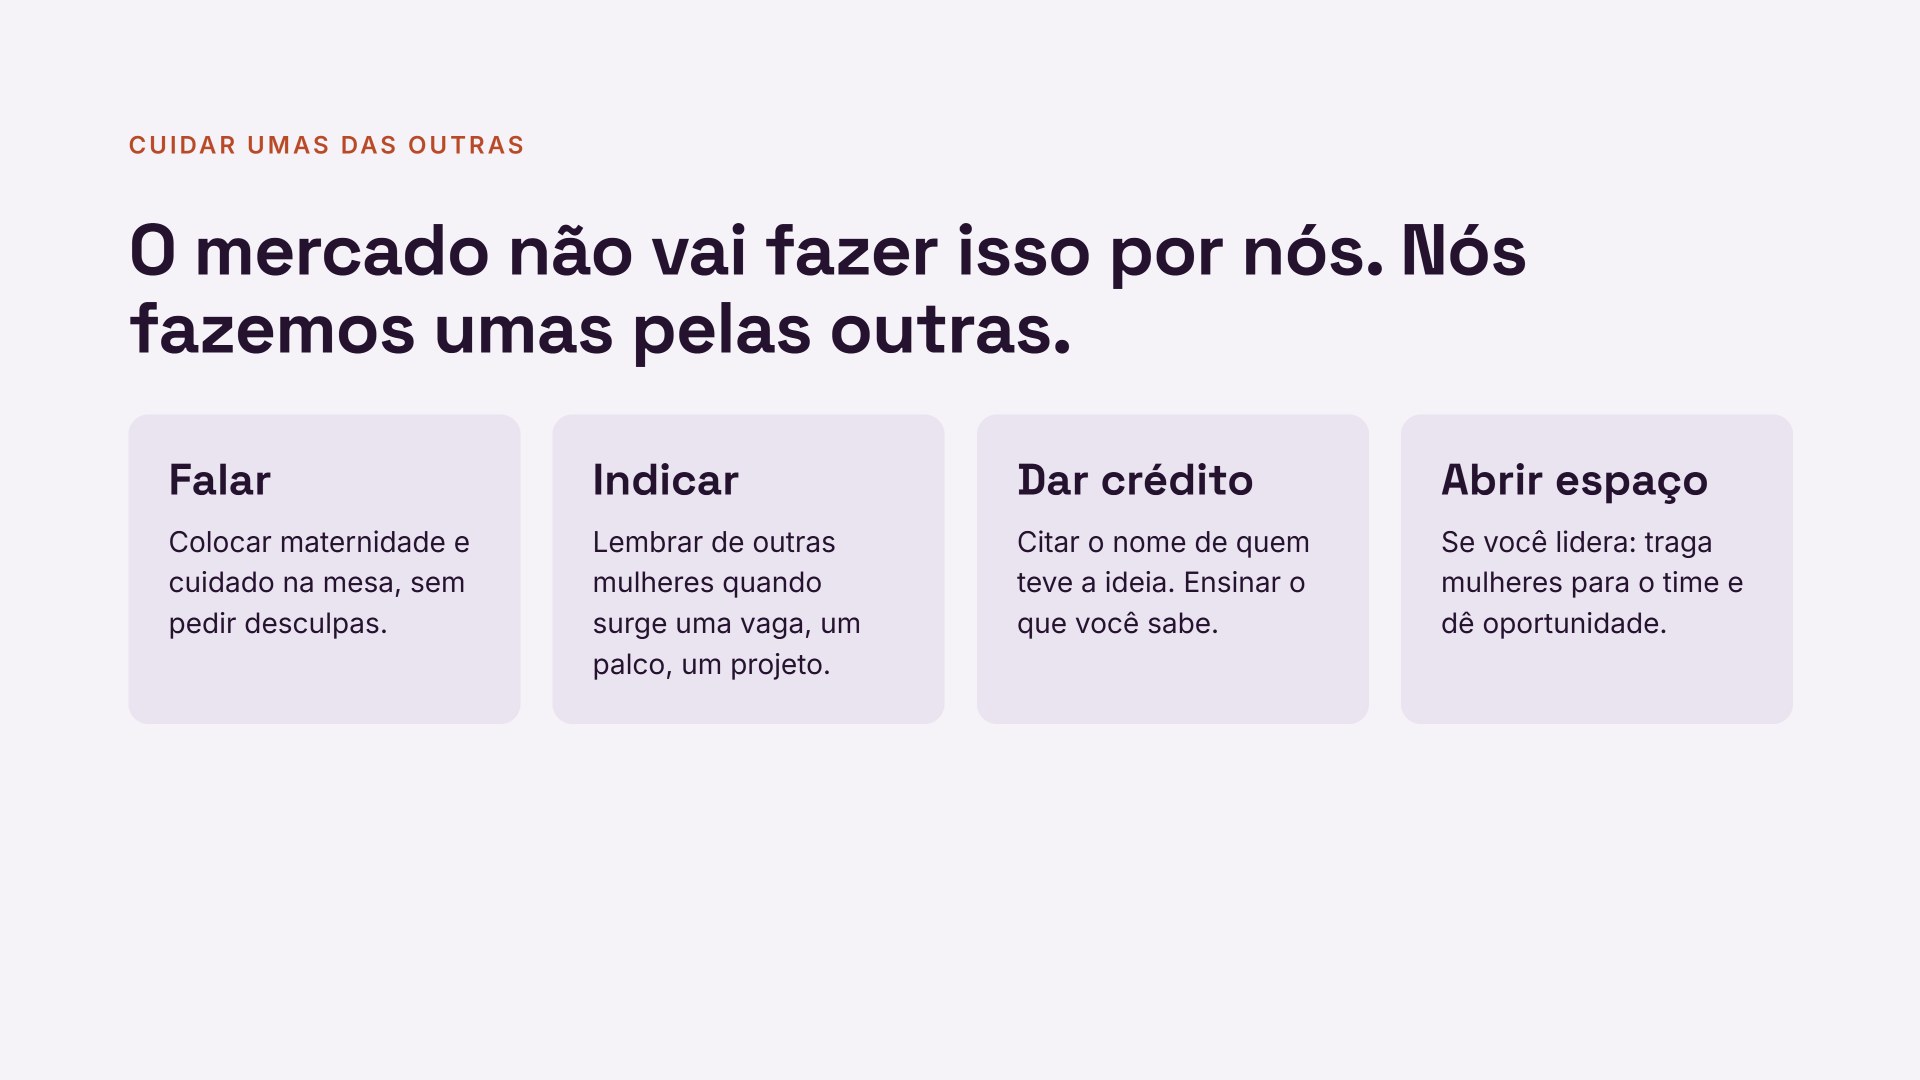 CUIDAR UMAS DAS OUTRAS
O mercado não vai fazer isso por nós. Nós
fazemos umas pelas outras.
Falar
Colocar maternidade e
cuidado na mesa, sem
pedir desculpas.
Indicar
Lembrar de outras
mulheres quando
surge uma vaga, um
palco, um projeto.
Dar crédito
Citar o nome de quem
teve a ideia. Ensinar o
que você sabe.
Abrir espaço
Se você lidera: traga
mulheres para o time e
dê oportunidade.